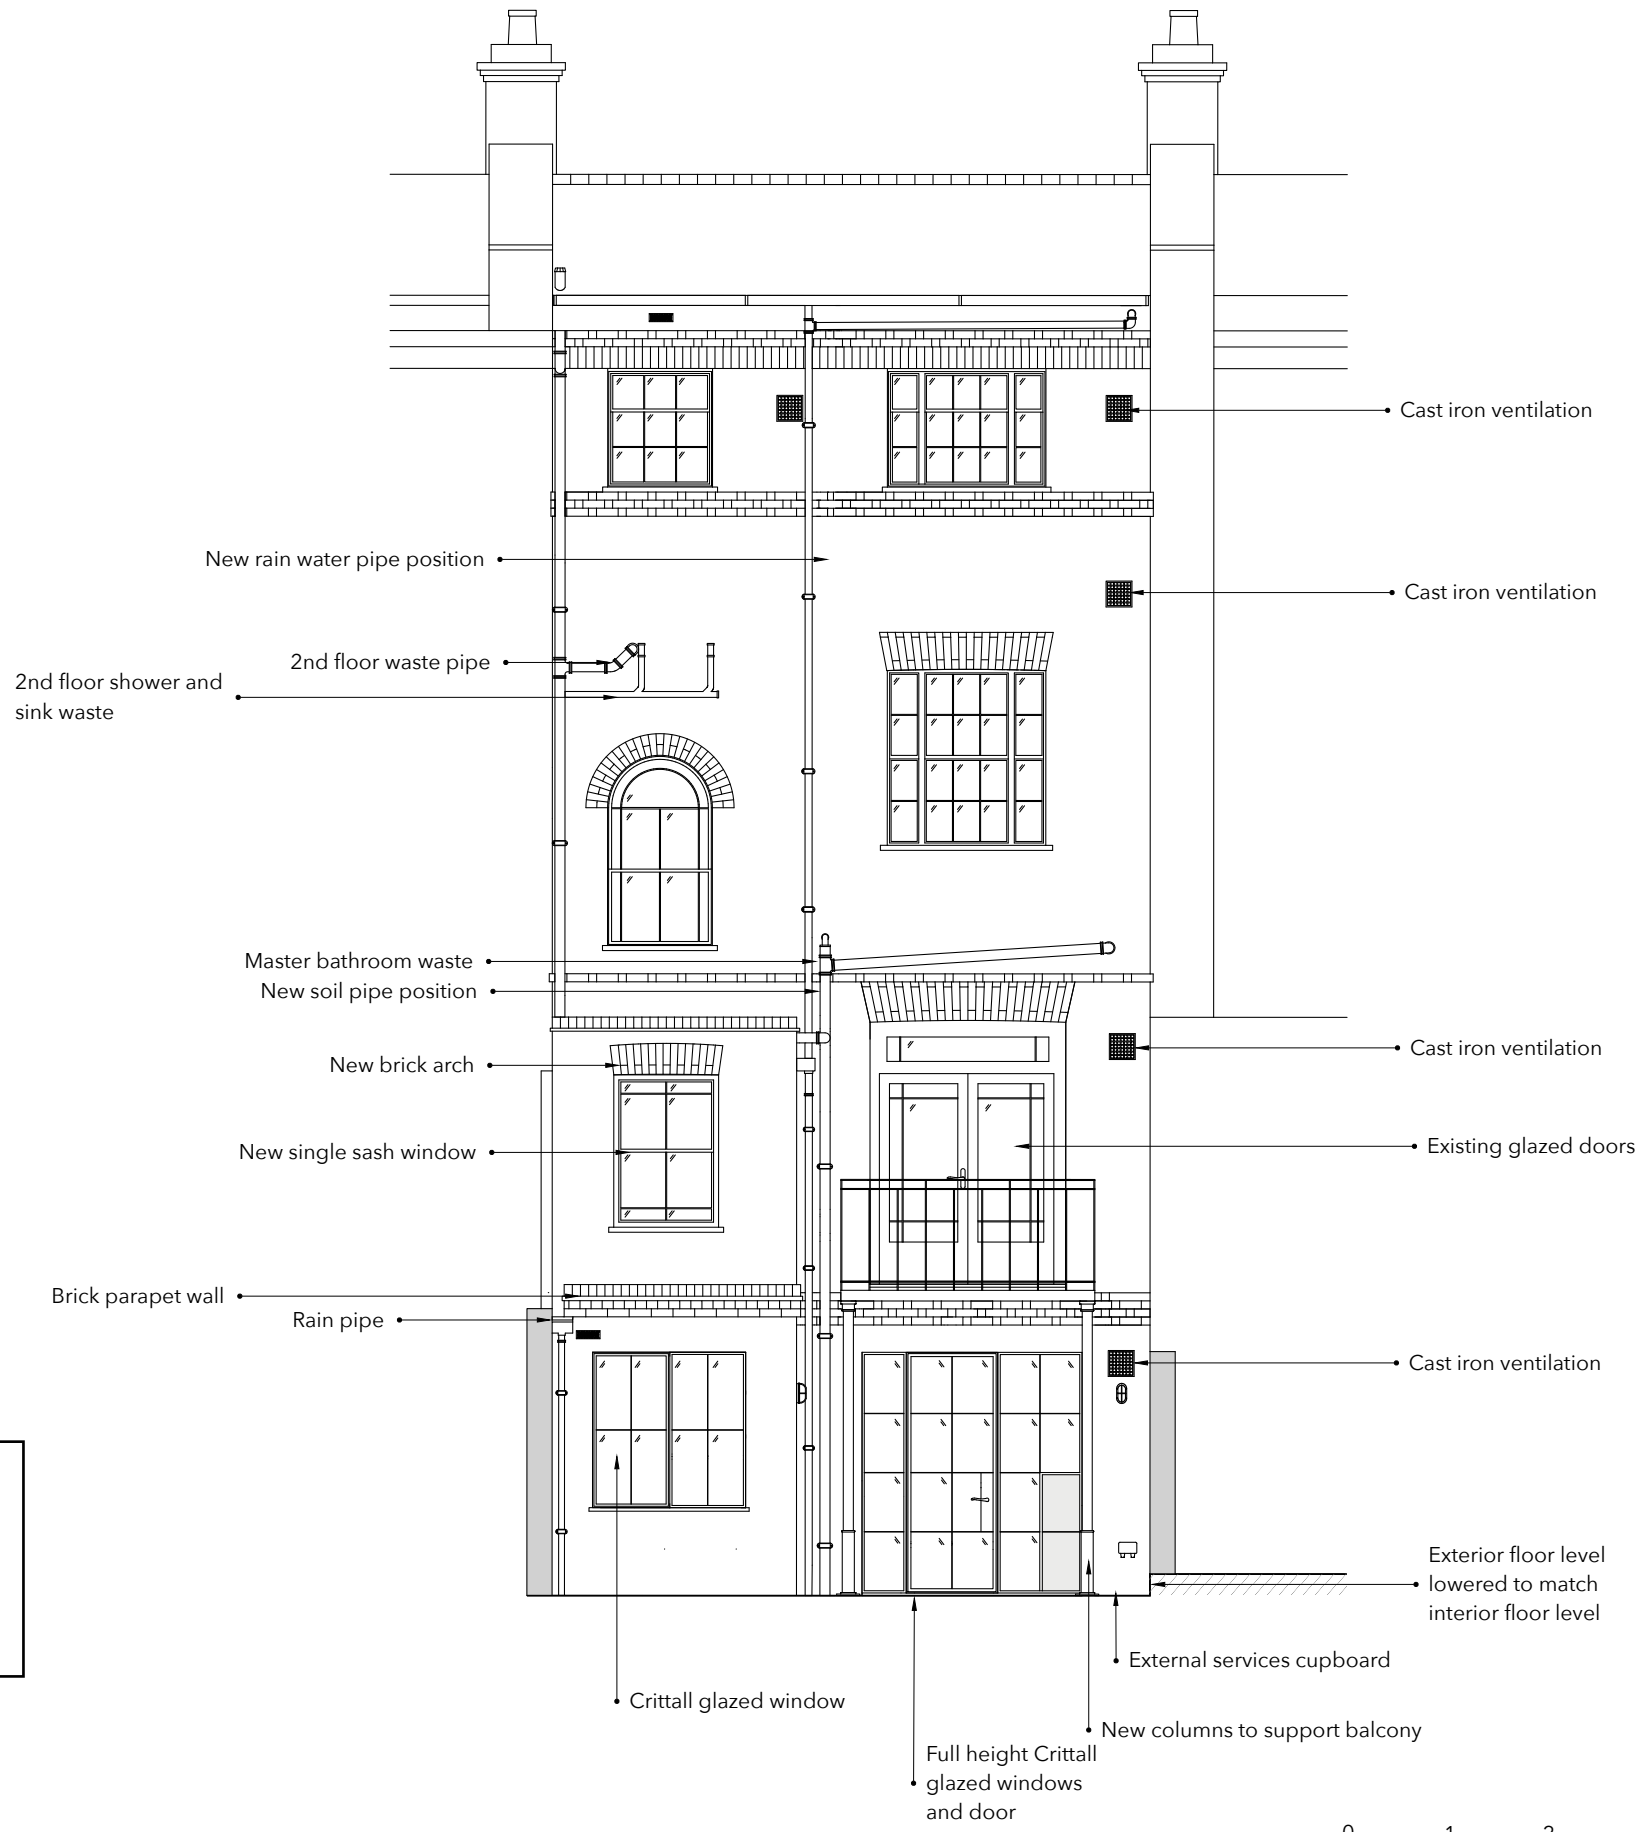 Cast iron ventilation
New rain water pipe position
Cast iron ventilation
2nd floor waste pipe
2nd floor shower and
sink waste
Master bathroom waste
New soil pipe position
Cast iron ventilation
New brick arch
Existing glazed doors
New single sash window
Brick parapet wall
Rain pipe
Cast iron ventilation
Exterior floor level
lowered to match
interior floor level
External services cupboard
Crittall glazed window
New columns to support balcony
Full height Crittall
glazed windows
and door